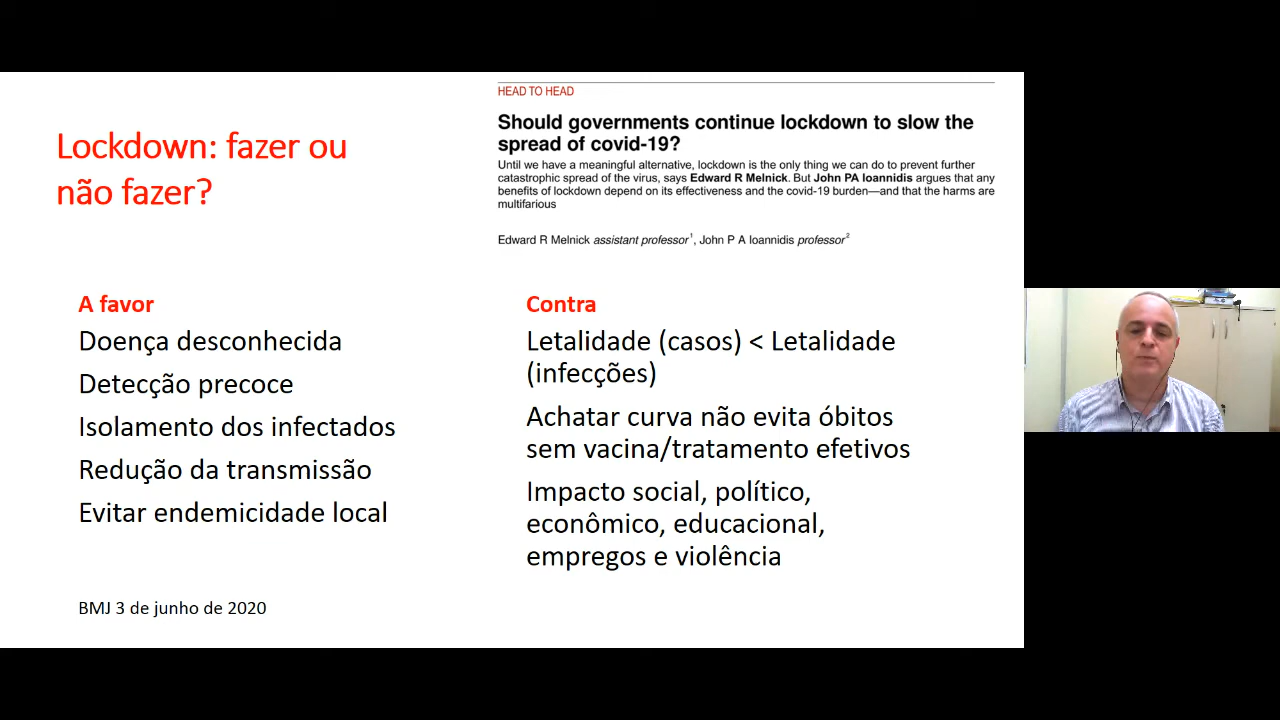 Lockdown: fazer ou
não fazer?
HEAD TO HEAD
Should governments continue lockdown to slow the
spread of covid-19?
Until we have a meaningful alternative, lockdown is the only thing we can do to prevent further
catastrophic spread of the virus, says Edward R Melnick. But John PA Ioannidis argues that any
benefits of lockdown depend on its effectiveness and the covid-19 burden—and that the harms are
multifarious
Edward R Melnick assistant professor¹, John P A Ioannidis professor²
A favor
Doença desconhecida
Detecção precoce
Isolamento dos infectados
Redução da transmissão
Evitar endemicidade local
Contra
Letalidade (casos) < Letalidade
(infecções)
Achatar curva não evita óbitos
sem vacina/tratamento efetivos
Impacto social, político,
econômico, educacional,
empregos e violência
BMJ 3 de junho de 2020